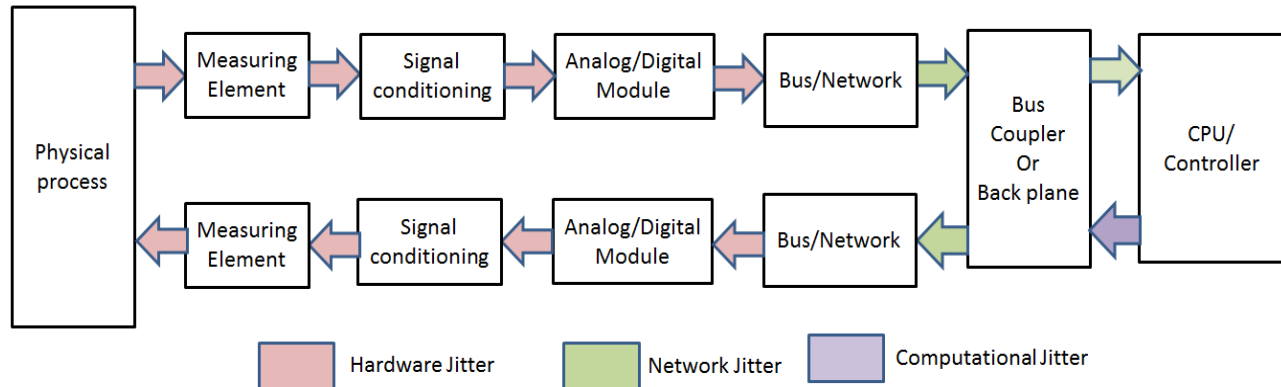 Physical
process
Measuring
Element
Signal
conditioning
Analog/Digital
Module
Bus/Network
Bus
Coupler
Or
Back plane
CPU/
Controller
Measuring
Element
Signal
conditioning
Analog/Digital
Module
Bus/Network
Hardware Jitter
Network Jitter
Computational Jitter